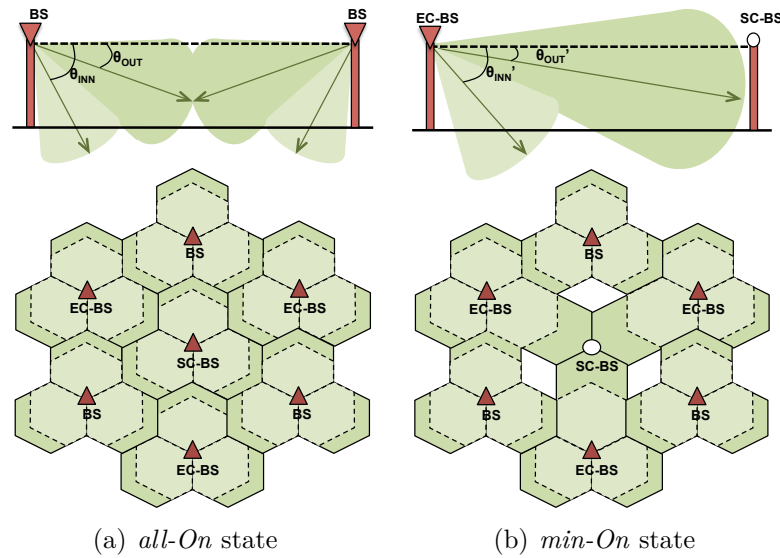 BS
BS
θINN
θOUT
EC-BS
SC-BS
θINN'
θOUT'
BS
EC-BS
EC-BS
SC-BS
BS
BS
EC-BS
BS
EC-BS
EC-BS
SC-BS
BS
BS
EC-BS
(a) all-On state
(b) min-On state